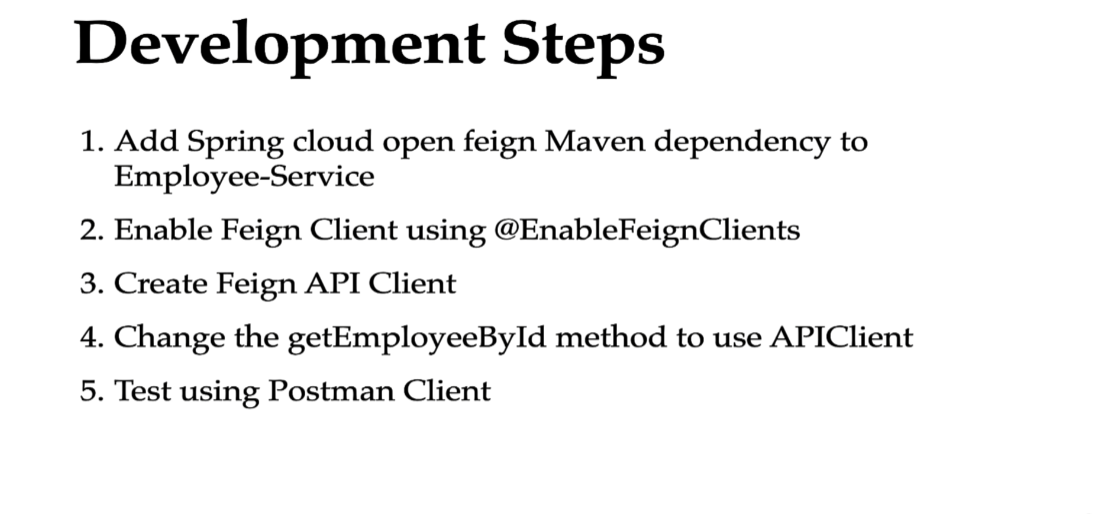 Development Steps
1. Add Spring cloud open feign Maven dependency to
Employee-Service
2. Enable Feign Client using @EnableFeignClients
3. Create Feign API Client
4. Change the getEmployeeById method to use APIClient
5. Test using Postman Client